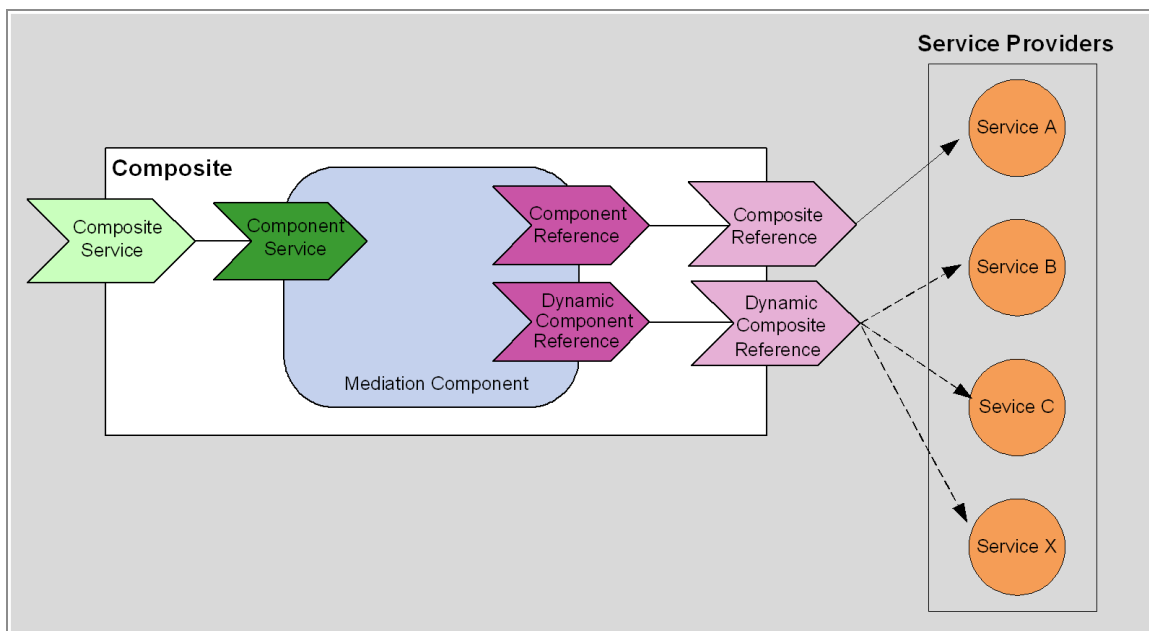 Service Providers
Composite
Composite
Service
Component
Service
Component
Reference
Composite
Reference
Dynamic
Component
Reference
Dynamic
Composite
Reference
Mediation Component
Service A
Service B
Sevice C
Service X